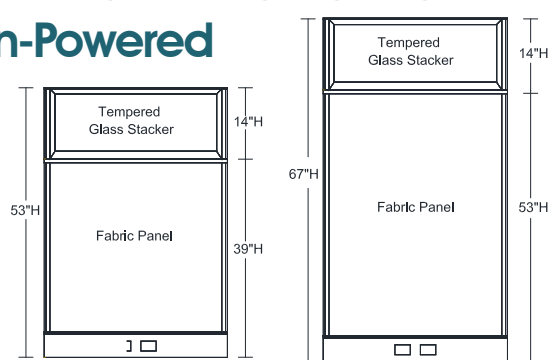 n-Powered
Tempered
Glass Stacker
14"H
53"H
Fabric Panel
39"H
Tempered
Glass Stacker
14"H
67"H
Fabric Panel
53"H